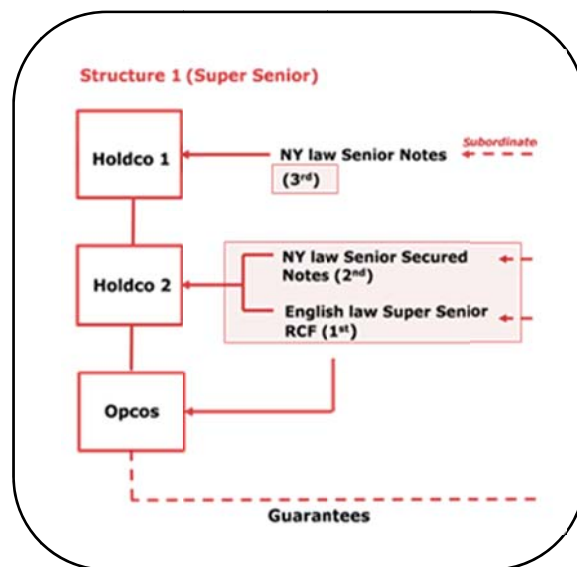 Structure 1 (Super Senior)
Holdco 1
NY law Senior Notes
(3rd)
Subordinate
Holdco 2
NY law Senior Secured
Notes (2nd)
English law Super Senior
RCF (1st)
Opcos
Guarantees